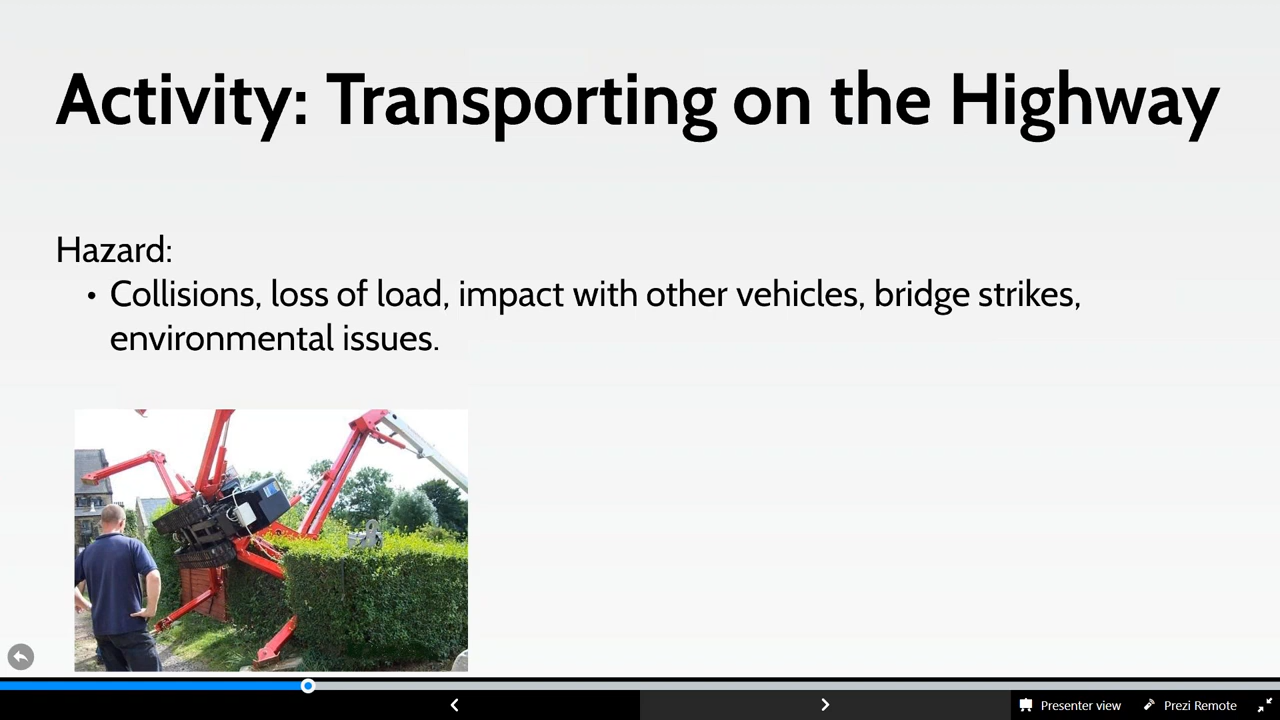 Activity: Transporting on the Highway
Hazard:
• Collisions, loss of load, impact with other vehicles, bridge strikes,
environmental issues.
Presenter view
Prezi Remote